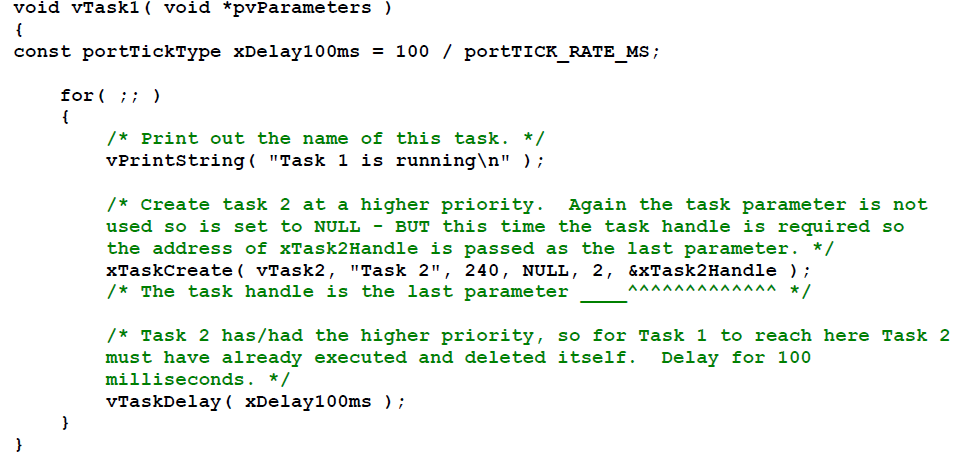 void vTask1( void *pvParameters )
{
const portTickType xDelay100ms = 100 / portTICK_RATE_MS;
for( ;; )
{
/* Print out the name of this task. */
vPrintString( "Task 1 is running\n" );
/* Create task 2 at a higher priority.  Again the task parameter is not
used so is set to NULL - BUT this time the task handle is required so
the address of xTask2Handle is passed as the last parameter. */
xTaskCreate( vTask2, "Task 2", 240, NULL, 2, &xTask2Handle );
/* The task handle is the last parameter ____^^^^^^^^^^^^^ */
/* Task 2 has/had the higher priority, so for Task 1 to reach here Task 2
must have already executed and deleted itself.  Delay for 100
milliseconds. */
vTaskDelay( xDelay100ms );
}
}